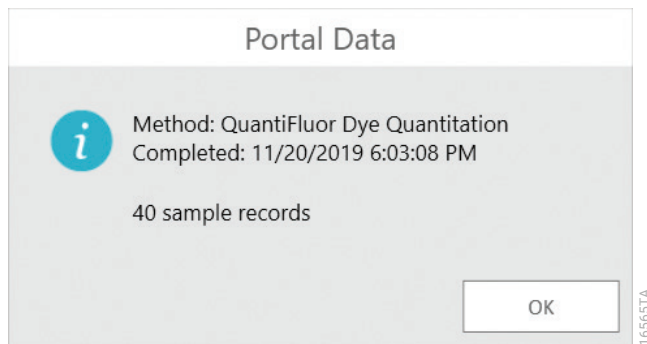 Portal Data
i
Method: QuantiFluor Dye Quantitation
Completed: 11/20/2019 6:03:08 PM
40 sample records
OK
16565TA